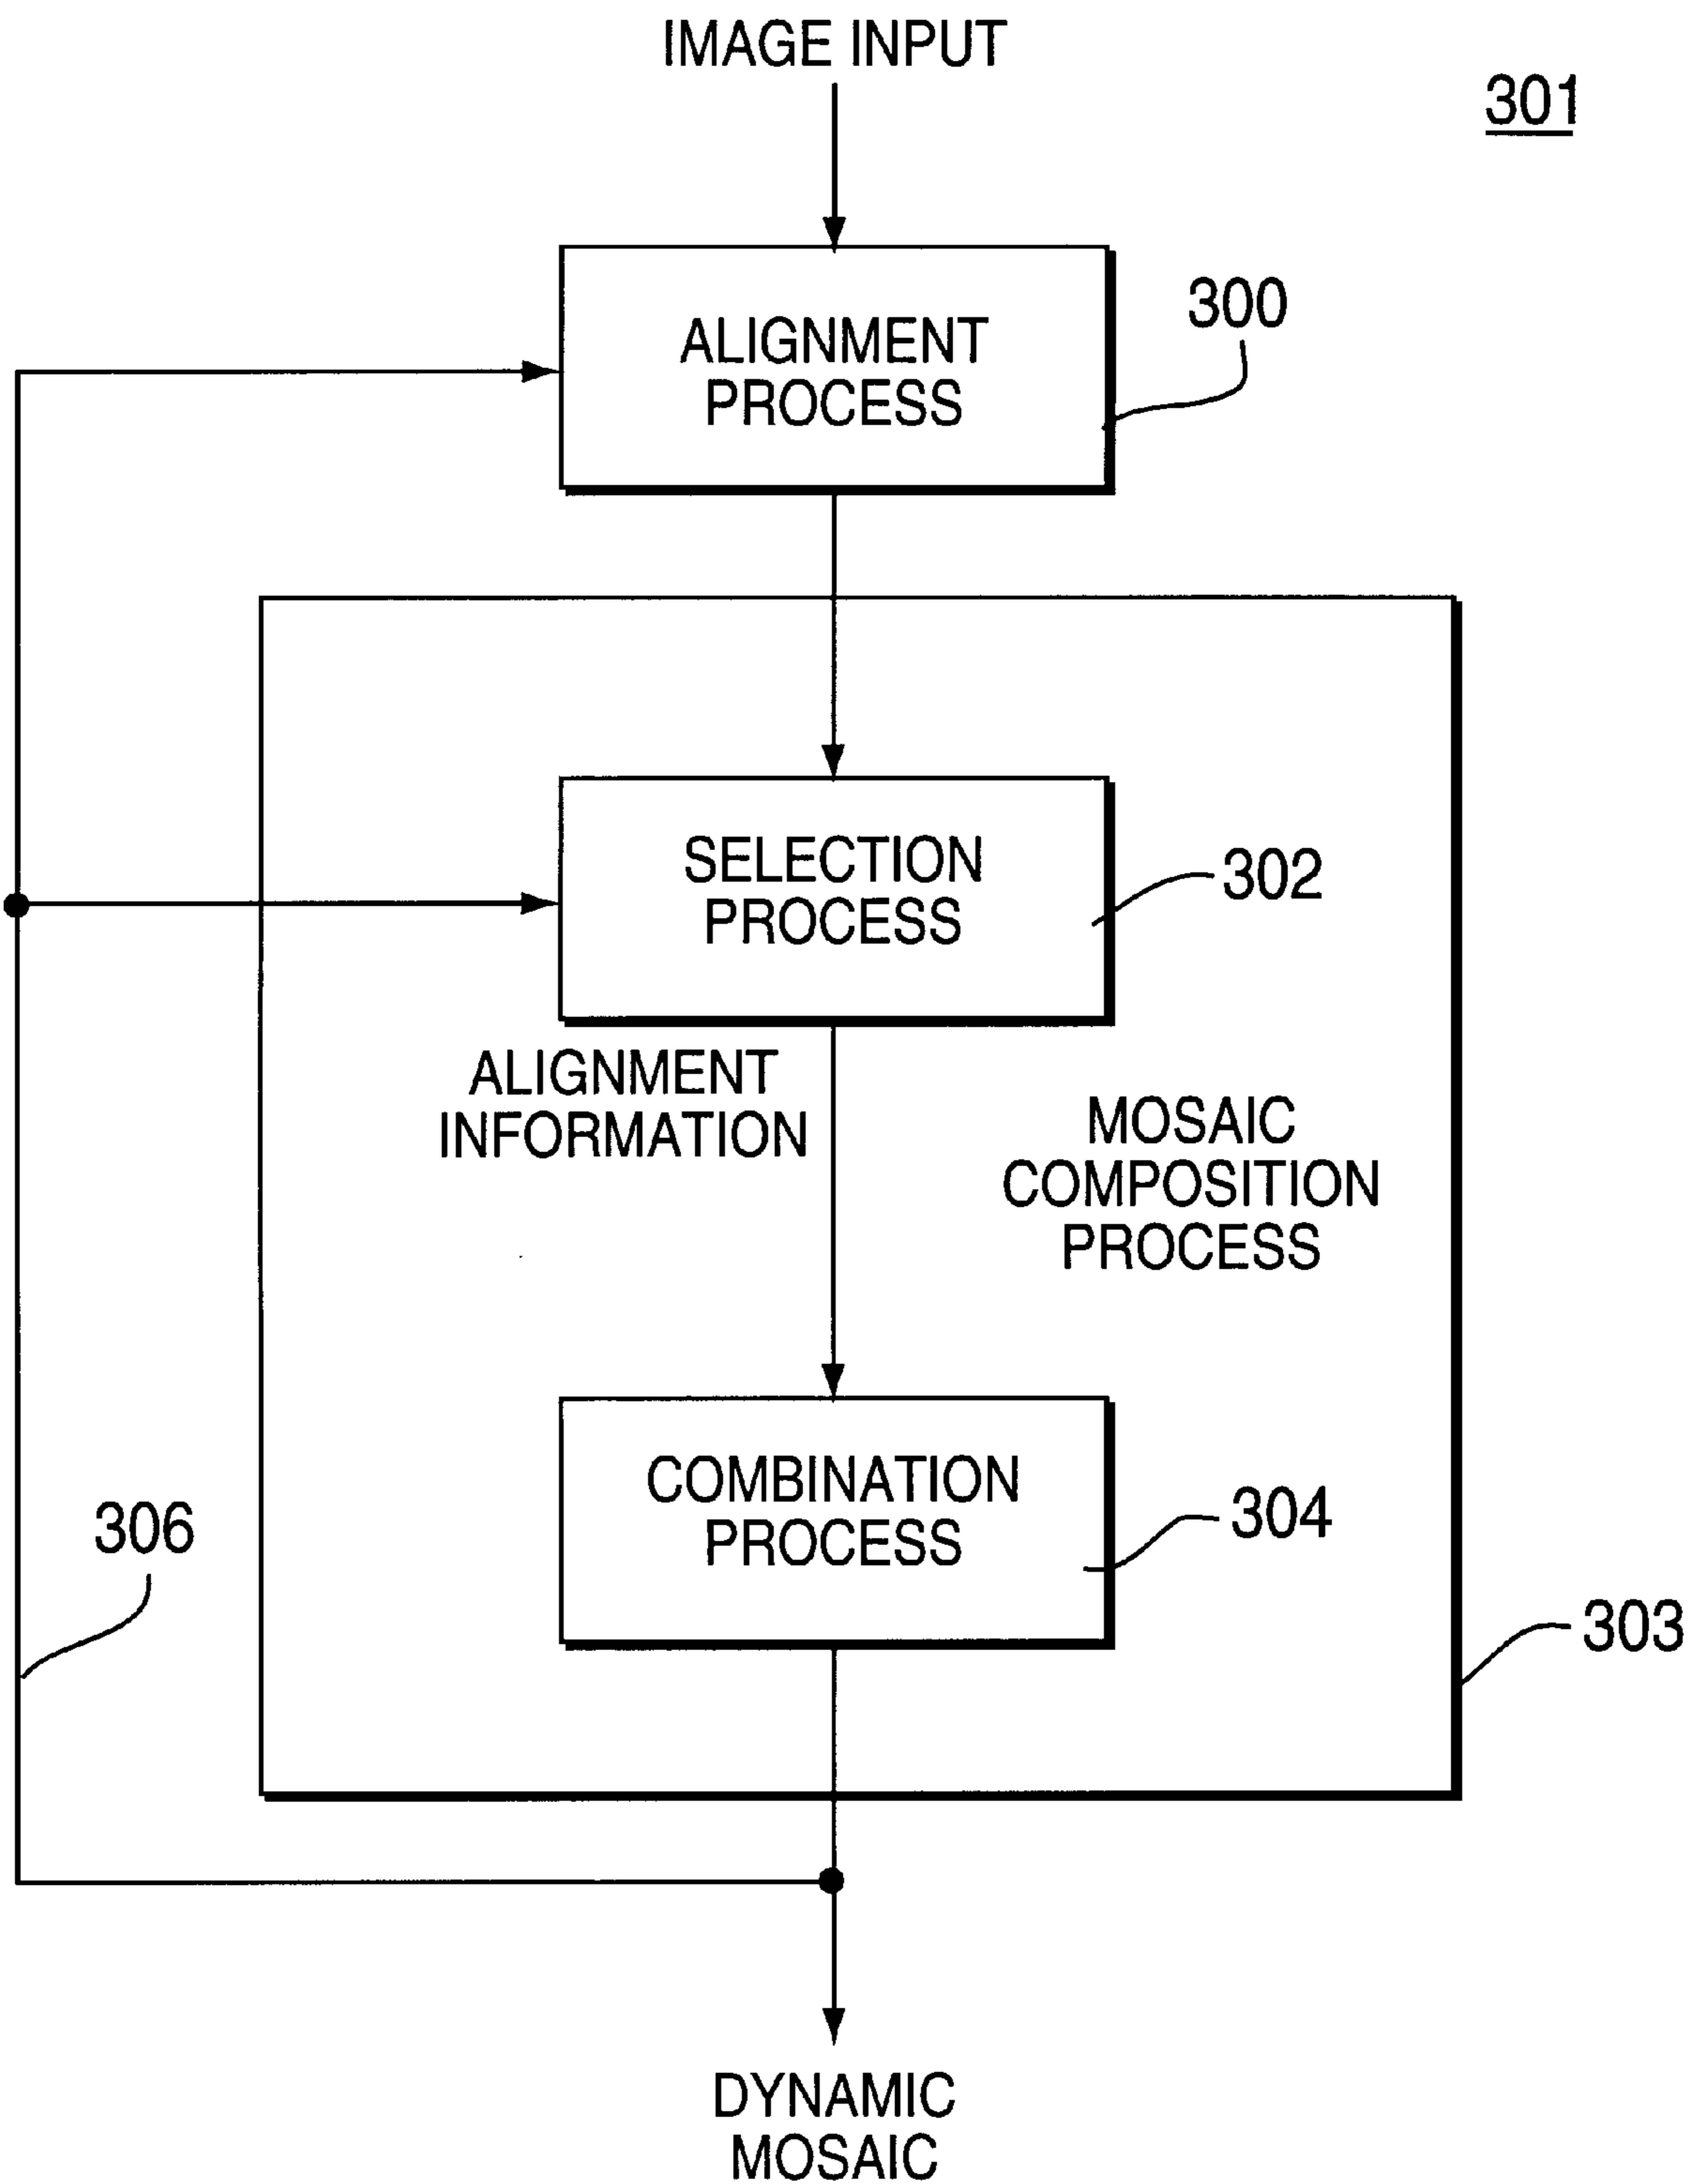 IMAGE INPUT
301
ALIGNMENT
PROCESS
300
SELECTION
PROCESS
302
ALIGNMENT
INFORMATION
MOSAIC
COMPOSITION
PROCESS
COMBINATION
PROCESS
304
306
303
DYNAMIC
MOSAIC